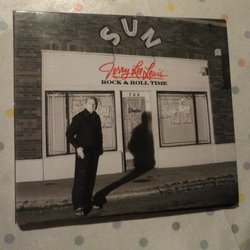 SUN
Jerry Lee Lewis
ROCK & ROLL TIME
706